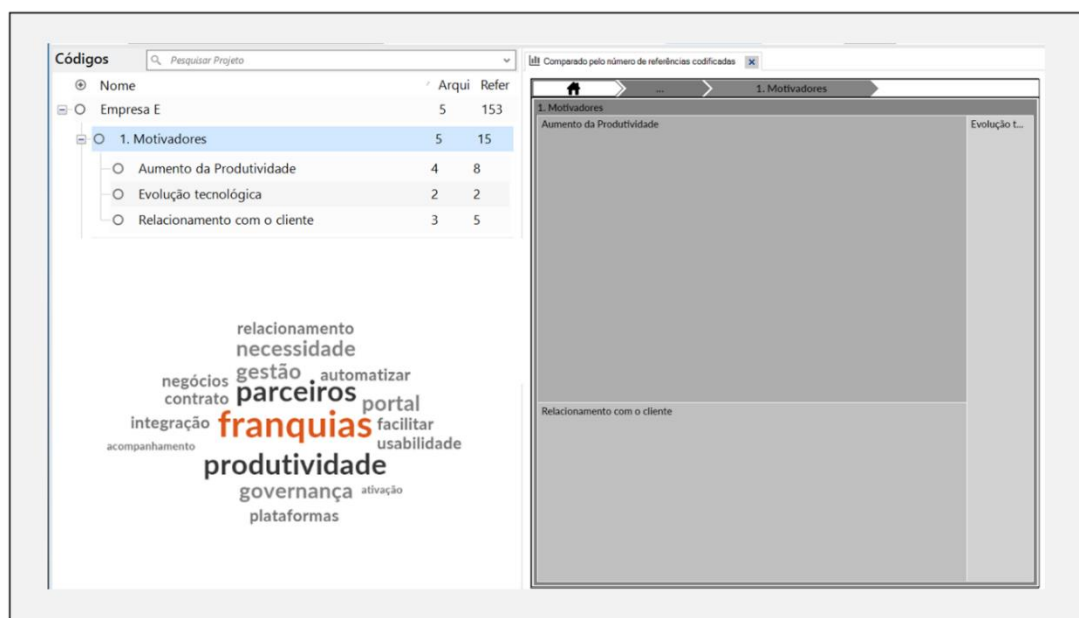 Códigos
Pesquisar Projeto
Nome Arqui Refer
Empresa E 5 153
1. Motivadores 5 15
Aumento da Produtividade 4 8
Evolução tecnológica 2 2
Relacionamento com o cliente 3 5
relacionamento
necessidade
gestão automatizar
negócios parceiros
contrato portal
integração franquias facilitar
acompanhamento usabilidade
produtividade
governança ativação
plataformas
Comparado pelo número de referências codificadas
... 1. Motivadores
1. Motivadores
Aumento da Produtividade Evolução t...
Relacionamento com o cliente